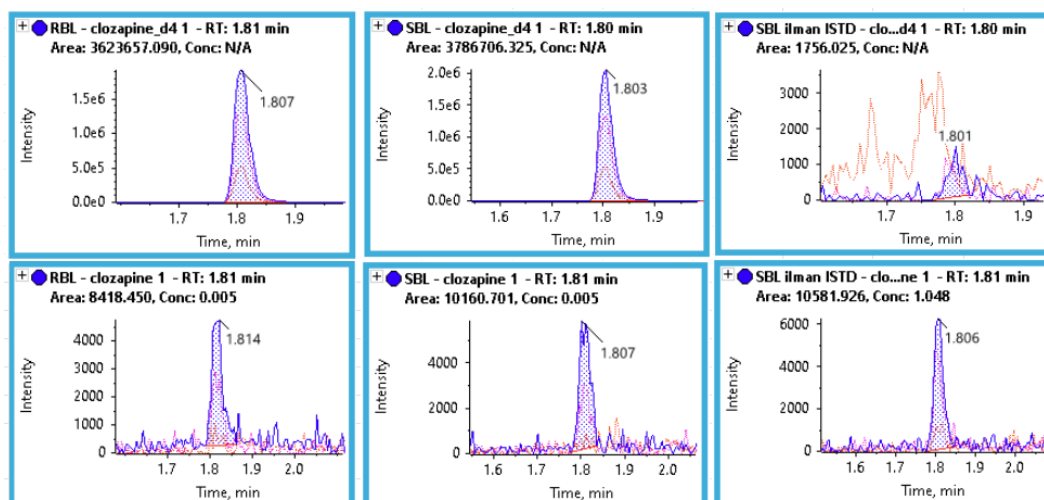 RBL - clozapine_d4 1 - RT: 1.81 min
Area: 3623657.090, Conc: N/A
1.5e6
1.0e6
5.0e5
0.0e0
Intensity
1.807
1.7 1.8 1.9
Time, min
SBL - clozapine_d4 1 - RT: 1.80 min
Area: 3786706.325, Conc: N/A
2.0e6
1.5e6
1.0e6
5.0e5
0.0e0
Intensity
1.803
1.6 1.7 1.8 1.9
Time, min
SBL ilman ISTD - clo...d4 1 - RT: 1.80 min
Area: 1756.025, Conc: N/A
3000
2000
1000
0
Intensity
1.801
1.7 1.8 1.9
Time, min
RBL - clozapine 1 - RT: 1.81 min
Area: 8418.450, Conc: 0.005
4000
3000
2000
1000
0
Intensity
1.814
1.7 1.8 1.9 2.0
Time, min
SBL - clozapine 1 - RT: 1.81 min
Area: 10160.701, Conc: 0.005
4000
2000
0
Intensity
1.807
1.6 1.7 1.8 1.9 2.0
Time, min
SBL ilman ISTD - clo...ne 1 - RT: 1.81 min
Area: 10581.926, Conc: 1.048
6000
4000
2000
0
Intensity
1.806
1.6 1.7 1.8 1.9 2.0
Time, min